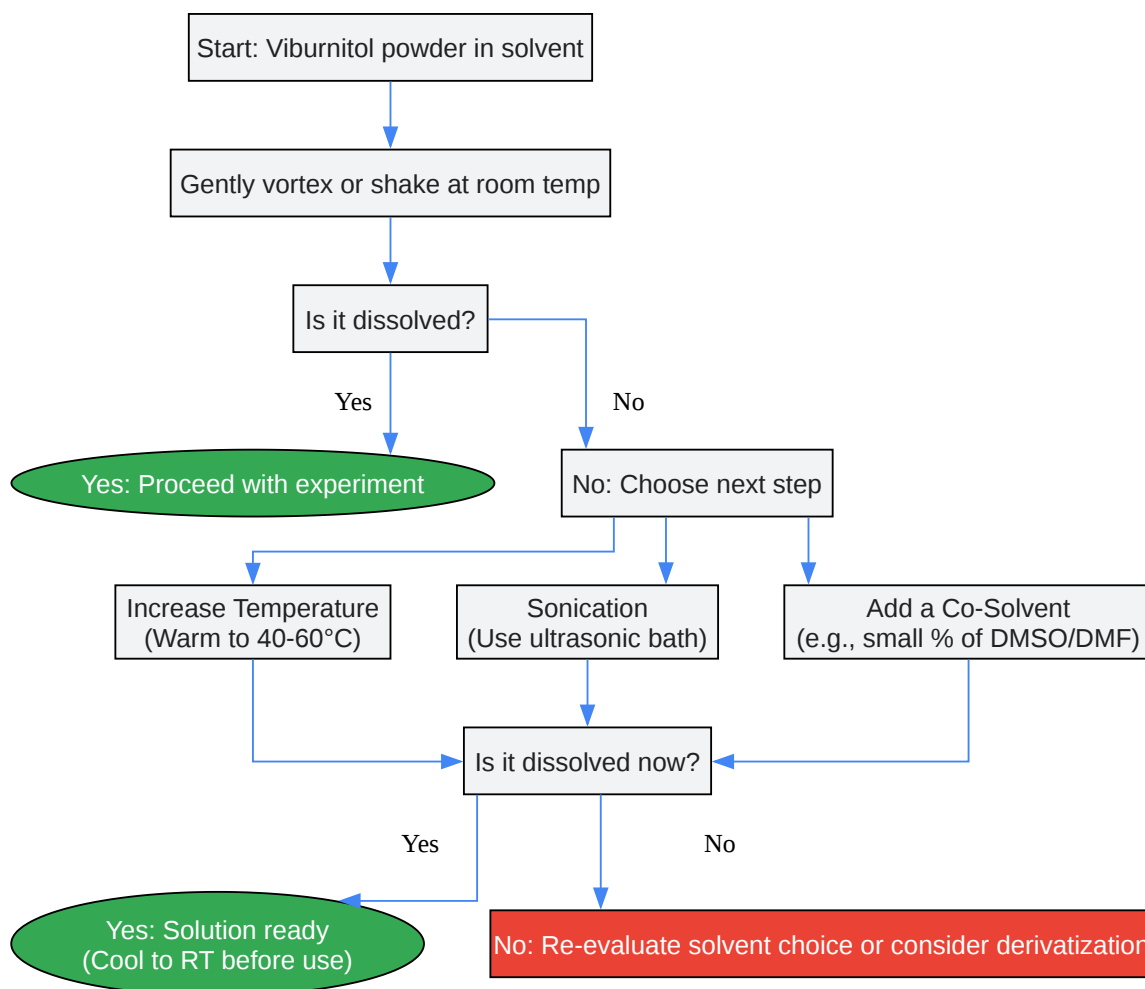 Start: Viburnitol powder in solvent
Gently vortex or shake at room temp
Is it dissolved?
Yes
No
Yes: Proceed with experiment
No: Choose next step
Increase Temperature
(Warm to 40-60°C)
Sonication
(Use ultrasonic bath)
Add a Co-Solvent
(e.g., small % of DMSO/DMF)
Is it dissolved now?
Yes
No
Yes: Solution ready
(Cool to RT before use)
No: Re-evaluate solvent choice or consider derivatization